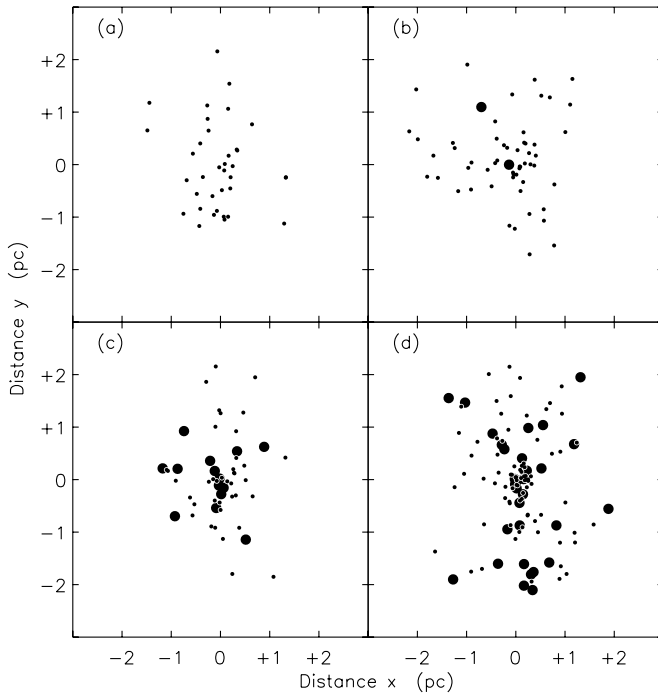 (a)
(b)
+2
+1
0
−1
−2
Distance y (pc)
(c)
(d)
+2
+1
0
−1
−2
−2 −1 0 +1 +2 −2 −1 0 +1 +2
Distance x (pc)